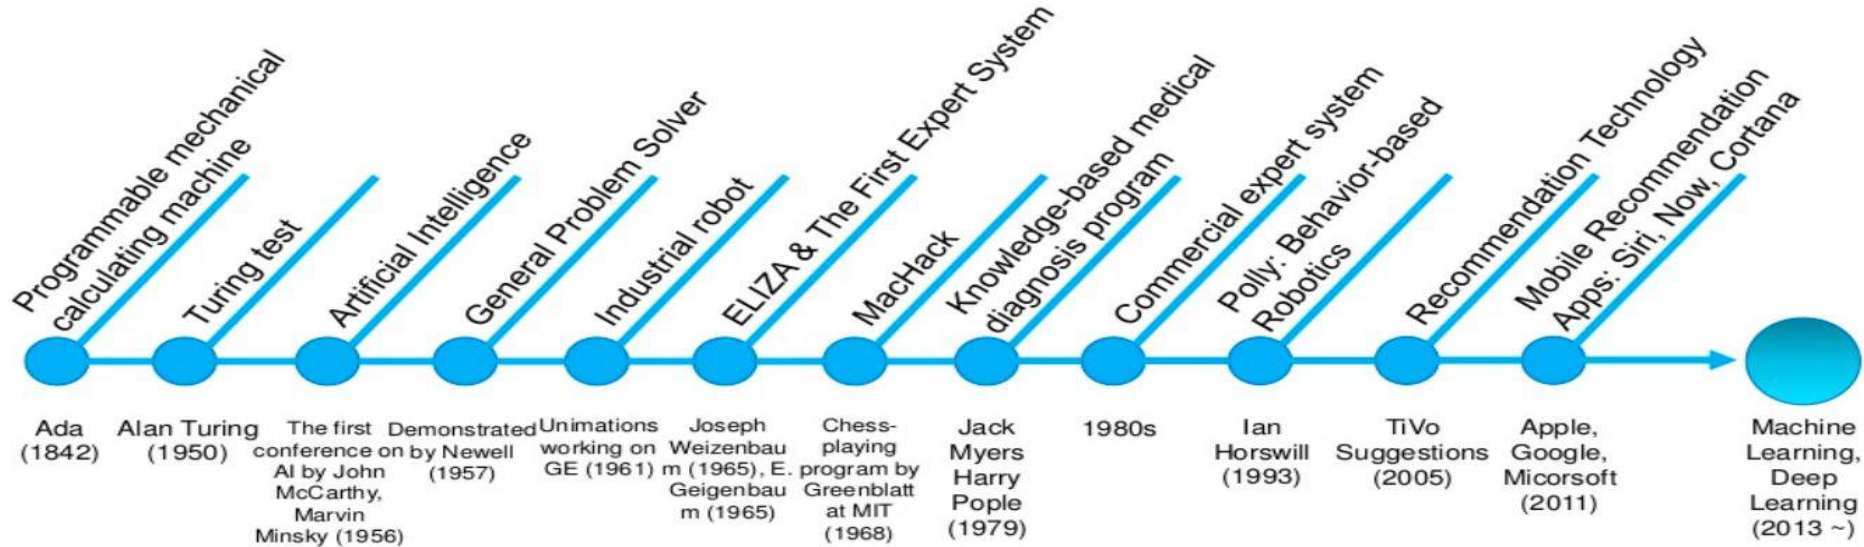 Programmable mechanical
calculating machine
Turing test
Artificial Intelligence
General Problem Solver
Industrial robot
ELIZA & The First Expert System
MacHack
Knowledge-based medical
diagnosis program
Commercial expert system
Polly: Behavior-based
Robotics
Recommendation Technology
Mobile Recommendation
Apps: Siri, Now, Cortana
Ada
(1842)
Alan Turing
(1950)
The first
conference on
AI by John
McCarthy,
Marvin
Minsky (1956)
Demonstrated
by Newell
(1957)
Unimations
working on
GE (1961)
Joseph
Weizenbau
m (1965), E.
Geigenbau
m (1965)
Chess-
playing
program by
Greenblatt
at MIT
(1968)
Jack
Myers
Harry
Pople
(1979)
1980s
Ian
Horswill
(1993)
TiVo
Suggestions
(2005)
Apple,
Google,
Micorsoft
(2011)
Machine
Learning,
Deep
Learning
(2013 ~)